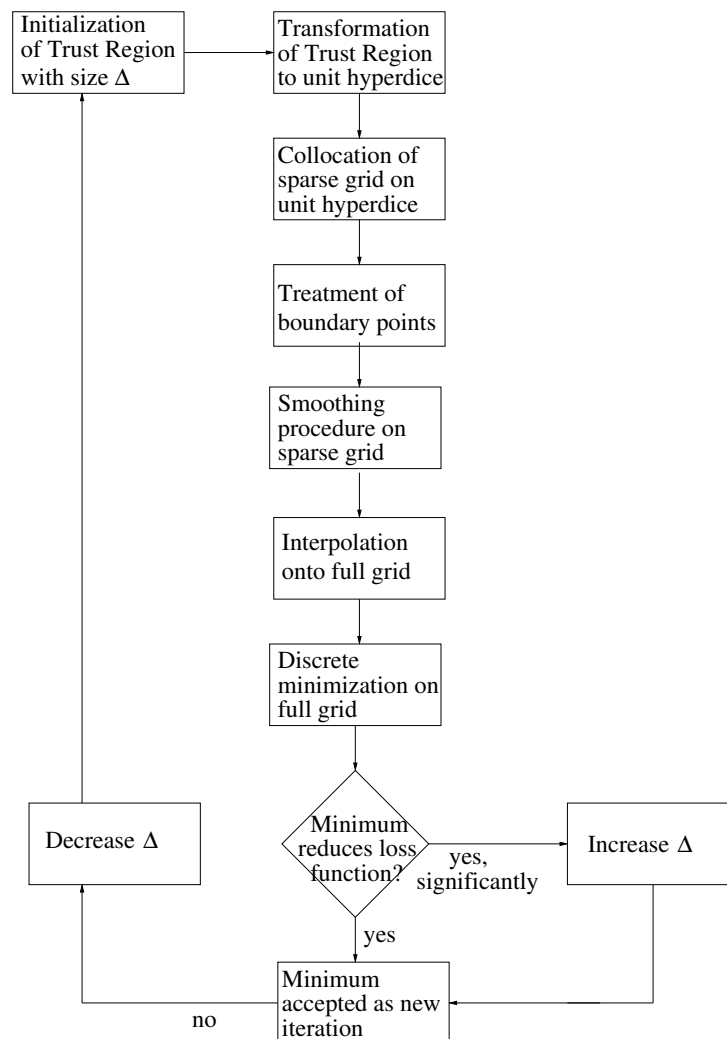 Initialization
of Trust Region
with size Δ
Transformation
of Trust Region
to unit hyperdice
Collocation of
sparse grid on
unit hyperdice
Treatment of
boundary points
Smoothing
procedure on
sparse grid
Interpolation
onto full grid
Discrete
minimization on
full grid
Minimum
reduces loss
function?
yes,
significantly
Increase Δ
Decrease Δ
yes
Minimum
accepted as new
iteration
no